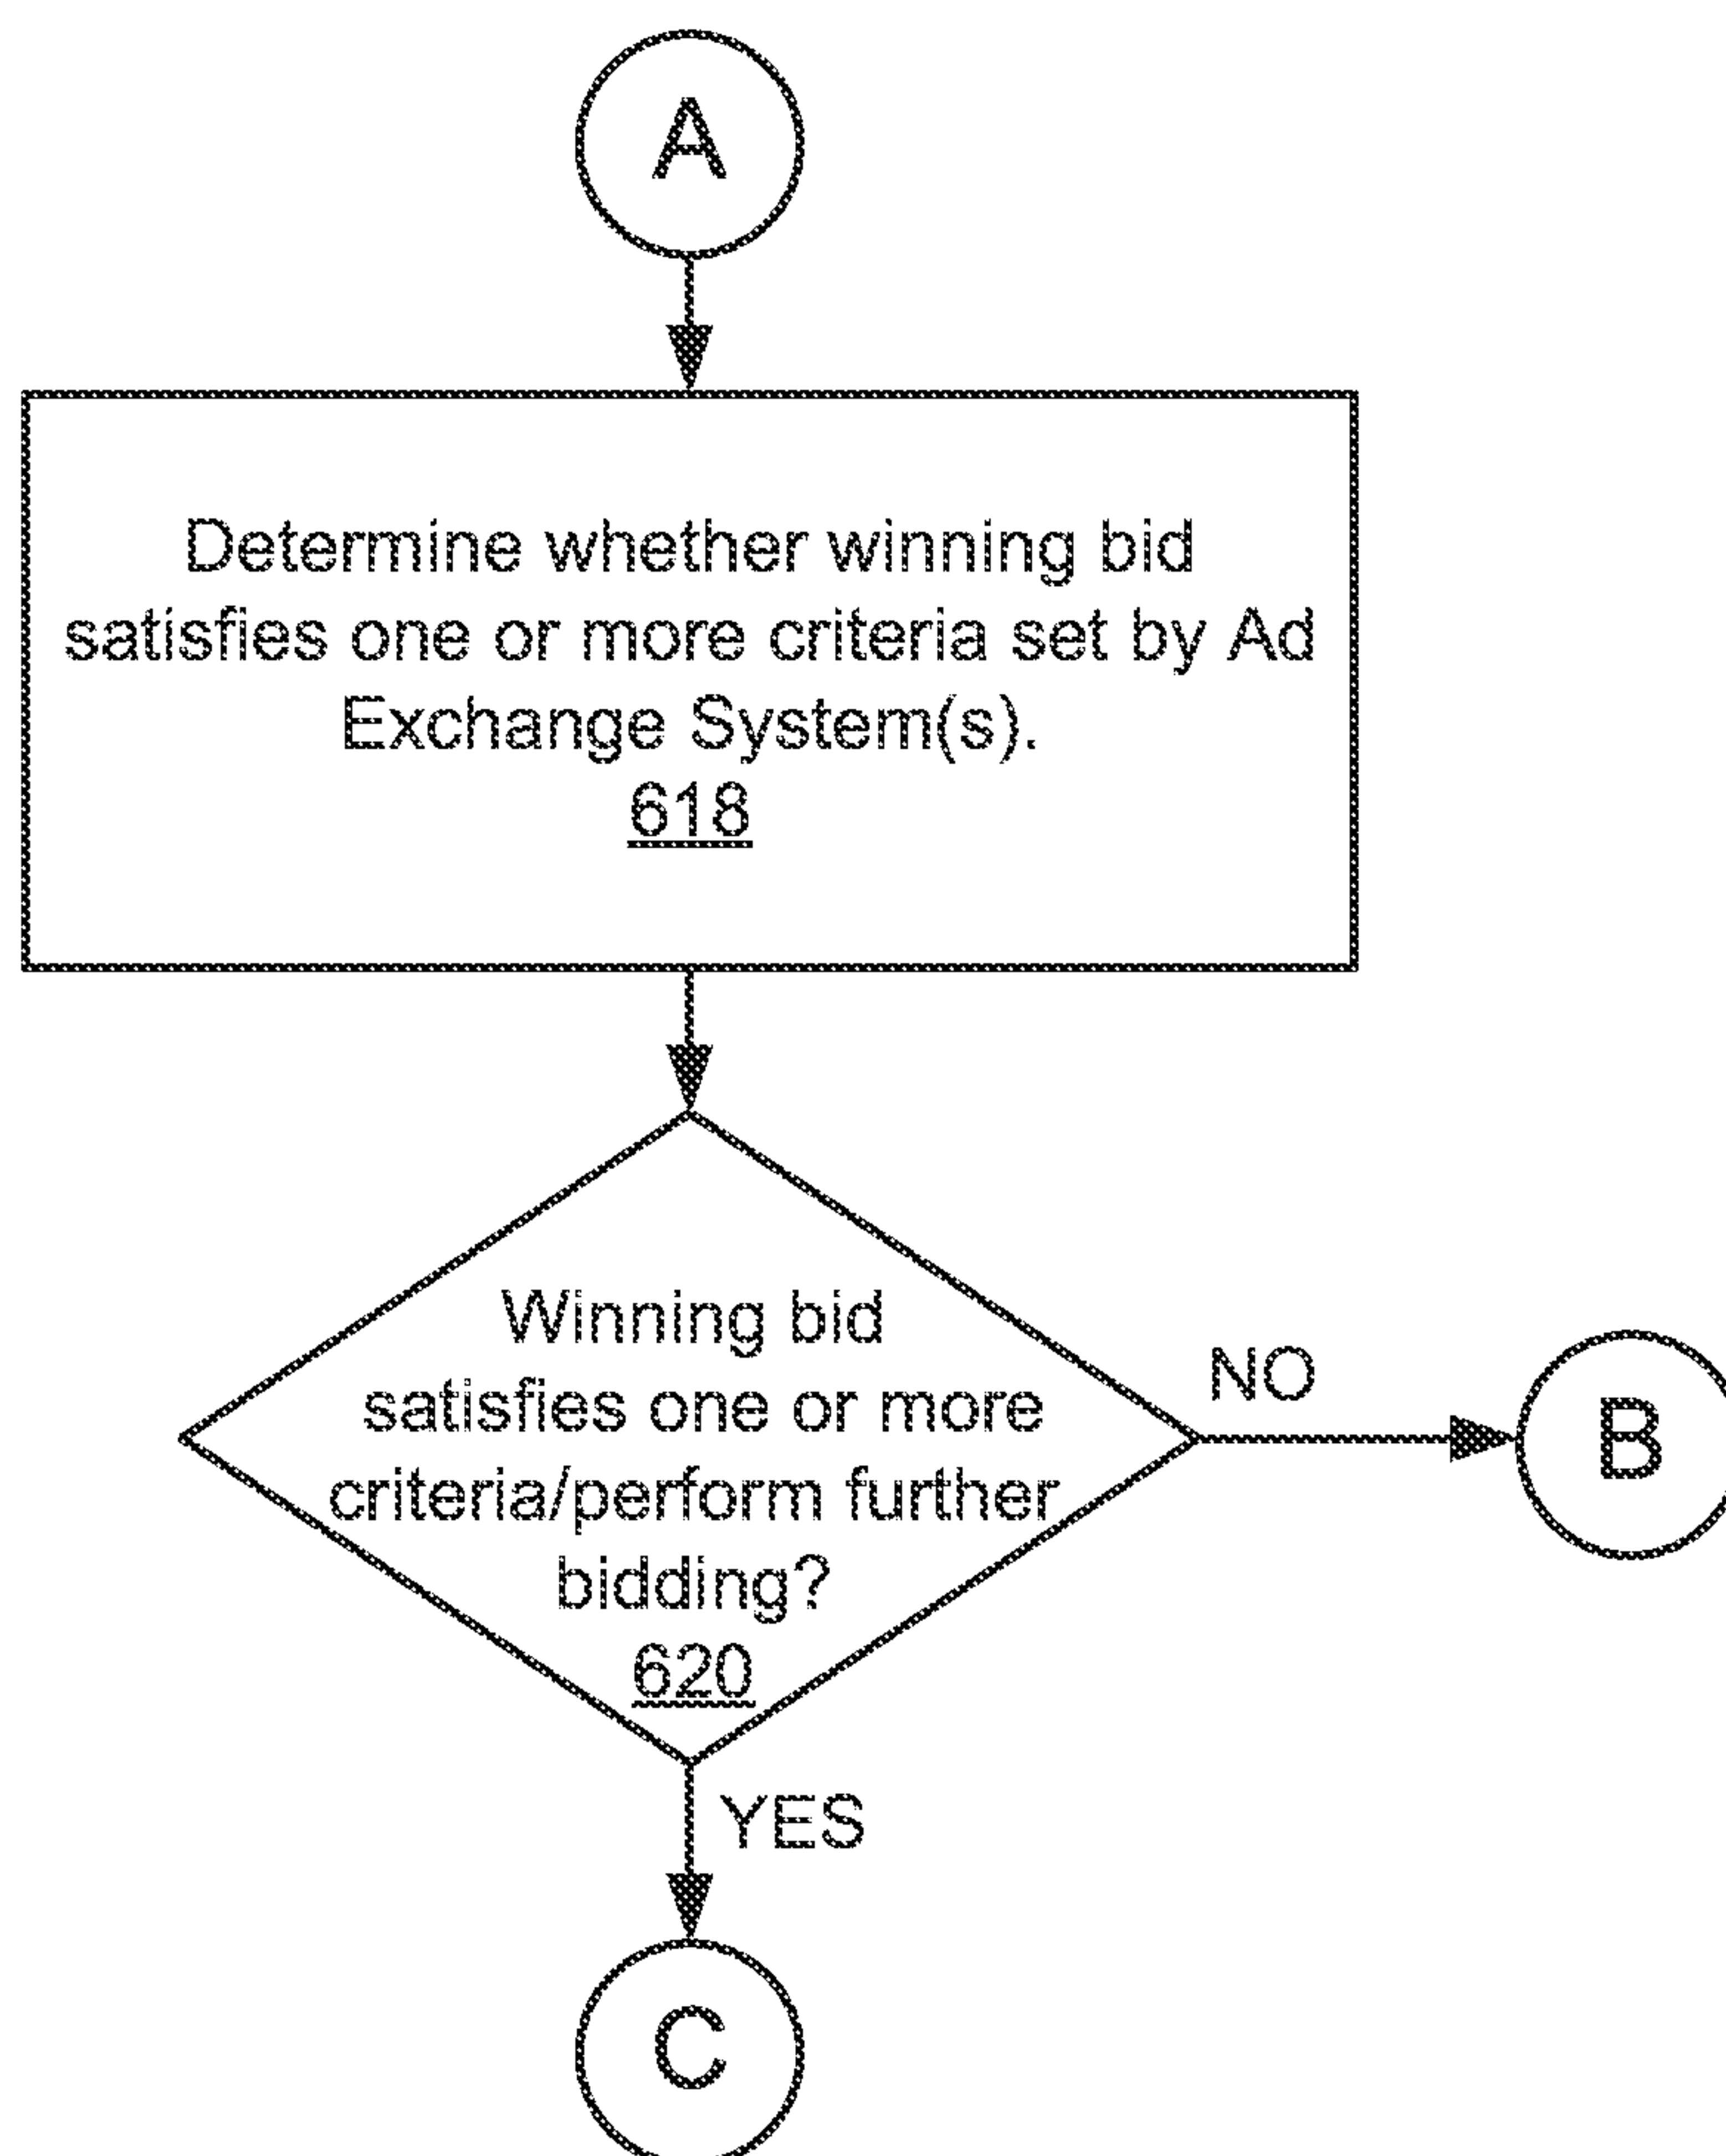 A
Determine whether winning bid
satisfies one or more criteria set by Ad
Exchange System(s).
618
Winning bid
satisfies one or more
criteria/perform further
bidding?
620
NO
B
YES
C